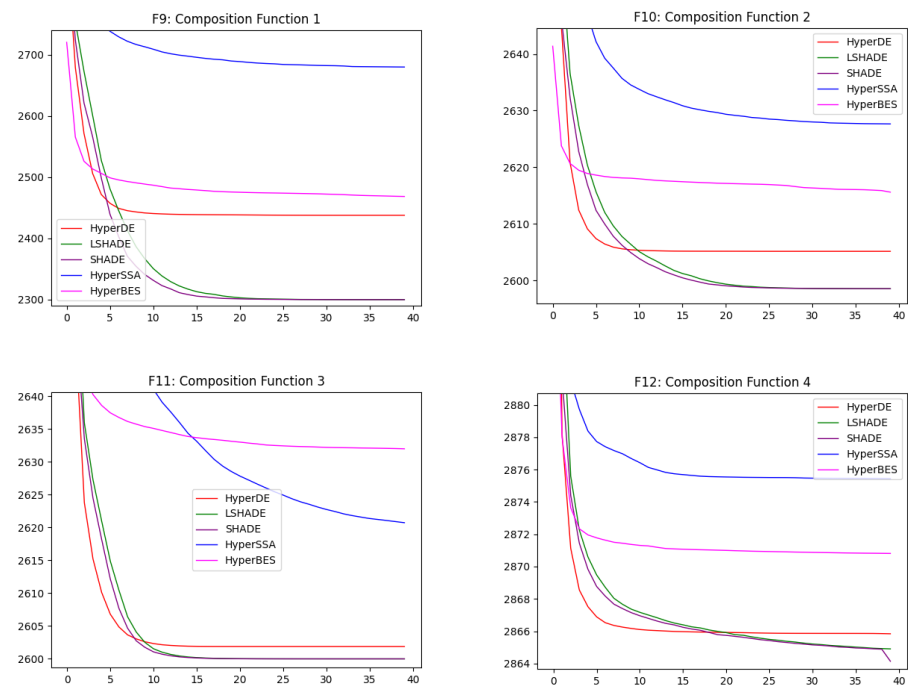 F9: Composition Function 1
2700
2600
2500
2400
2300
HyperDE
LSHADE
SHADE
HyperSSA
HyperBES
0 5 10 15 20 25 30 35 40
F10: Composition Function 2
2640
2630
2620
2610
2600
HyperDE
LSHADE
SHADE
HyperSSA
HyperBES
0 5 10 15 20 25 30 35 40
F11: Composition Function 3
2640
2635
2630
2625
2620
2615
2610
2605
2600
HyperDE
LSHADE
SHADE
HyperSSA
HyperBES
0 5 10 15 20 25 30 35 40
F12: Composition Function 4
2880
2878
2876
2874
2872
2870
2868
2866
2864
HyperDE
LSHADE
SHADE
HyperSSA
HyperBES
0 5 10 15 20 25 30 35 40